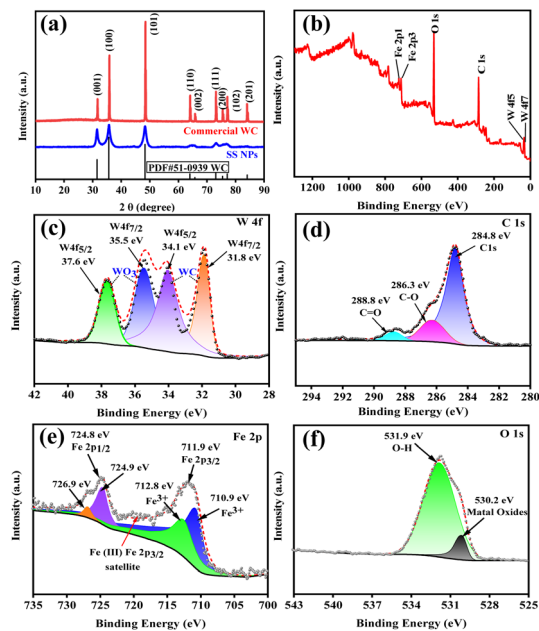 (a)
(001)
(100)
(101)
(110)
(002)
(111)
(200)
(102)
(201)
Commercial WC
SS NPs
PDF#51-0939 WC
Intensity (a.u.)
10 20 30 40 50 60 70 80 90
2 θ (degree)
(b)
Fe 2p1
Fe 2p3
O 1s
C 1s
W 4f5
W 4f7
Intensity (a.u.)
1200 1000 800 600 400 200 0
Binding Energy (eV)
(c)
W 4f
W4f5/2
37.6 eV
W4f7/2
35.5 eV
W4f5/2
34.1 eV
W4f7/2
31.8 eV
WO3
WC
Intensity (a.u.)
42 39 36 34 31 28
Binding Energy (eV)
(d)
C 1s
284.8 eV
C1s
286.3 eV
C-O
288.8 eV
C=O
Intensity (a.u.)
295 294 292 290 288 286 284 282 280
Binding Energy (eV)
(e)
Fe 2p
724.8 eV
Fe 2p1/2
724.9 eV
726.9 eV
711.9 eV
Fe 2p3/2
712.8 eV
Fe3+
710.9 eV
Fe3+
Fe (III) Fe 2p3/2
satellite
Intensity (a.u.)
735 725 720 715 710 705 700
Binding Energy (eV)
(f)
O 1s
531.9 eV
O-H
530.2 eV
Matal Oxides
Intensity (a.u.)
543 537 534 531 528 525
Binding Energy (eV)